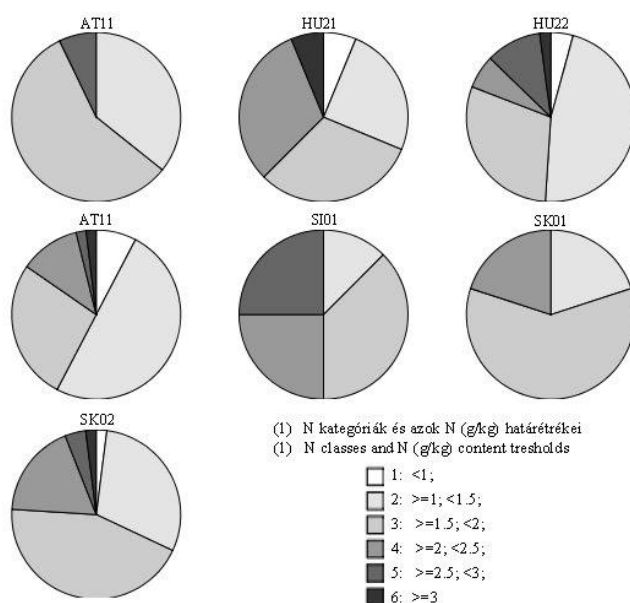 AT11
HU21
HU22
AT11
SI01
SK01
SK02
(1) N kategóriák és azok N (g/kg) határétrékei
(1) N classes and N (g/kg) content tresholds
1: <1;
2: >=1; <1.5;
3: >=1.5; <2;
4: >=2; <2.5;
5: >=2.5; <3;
6: >=3